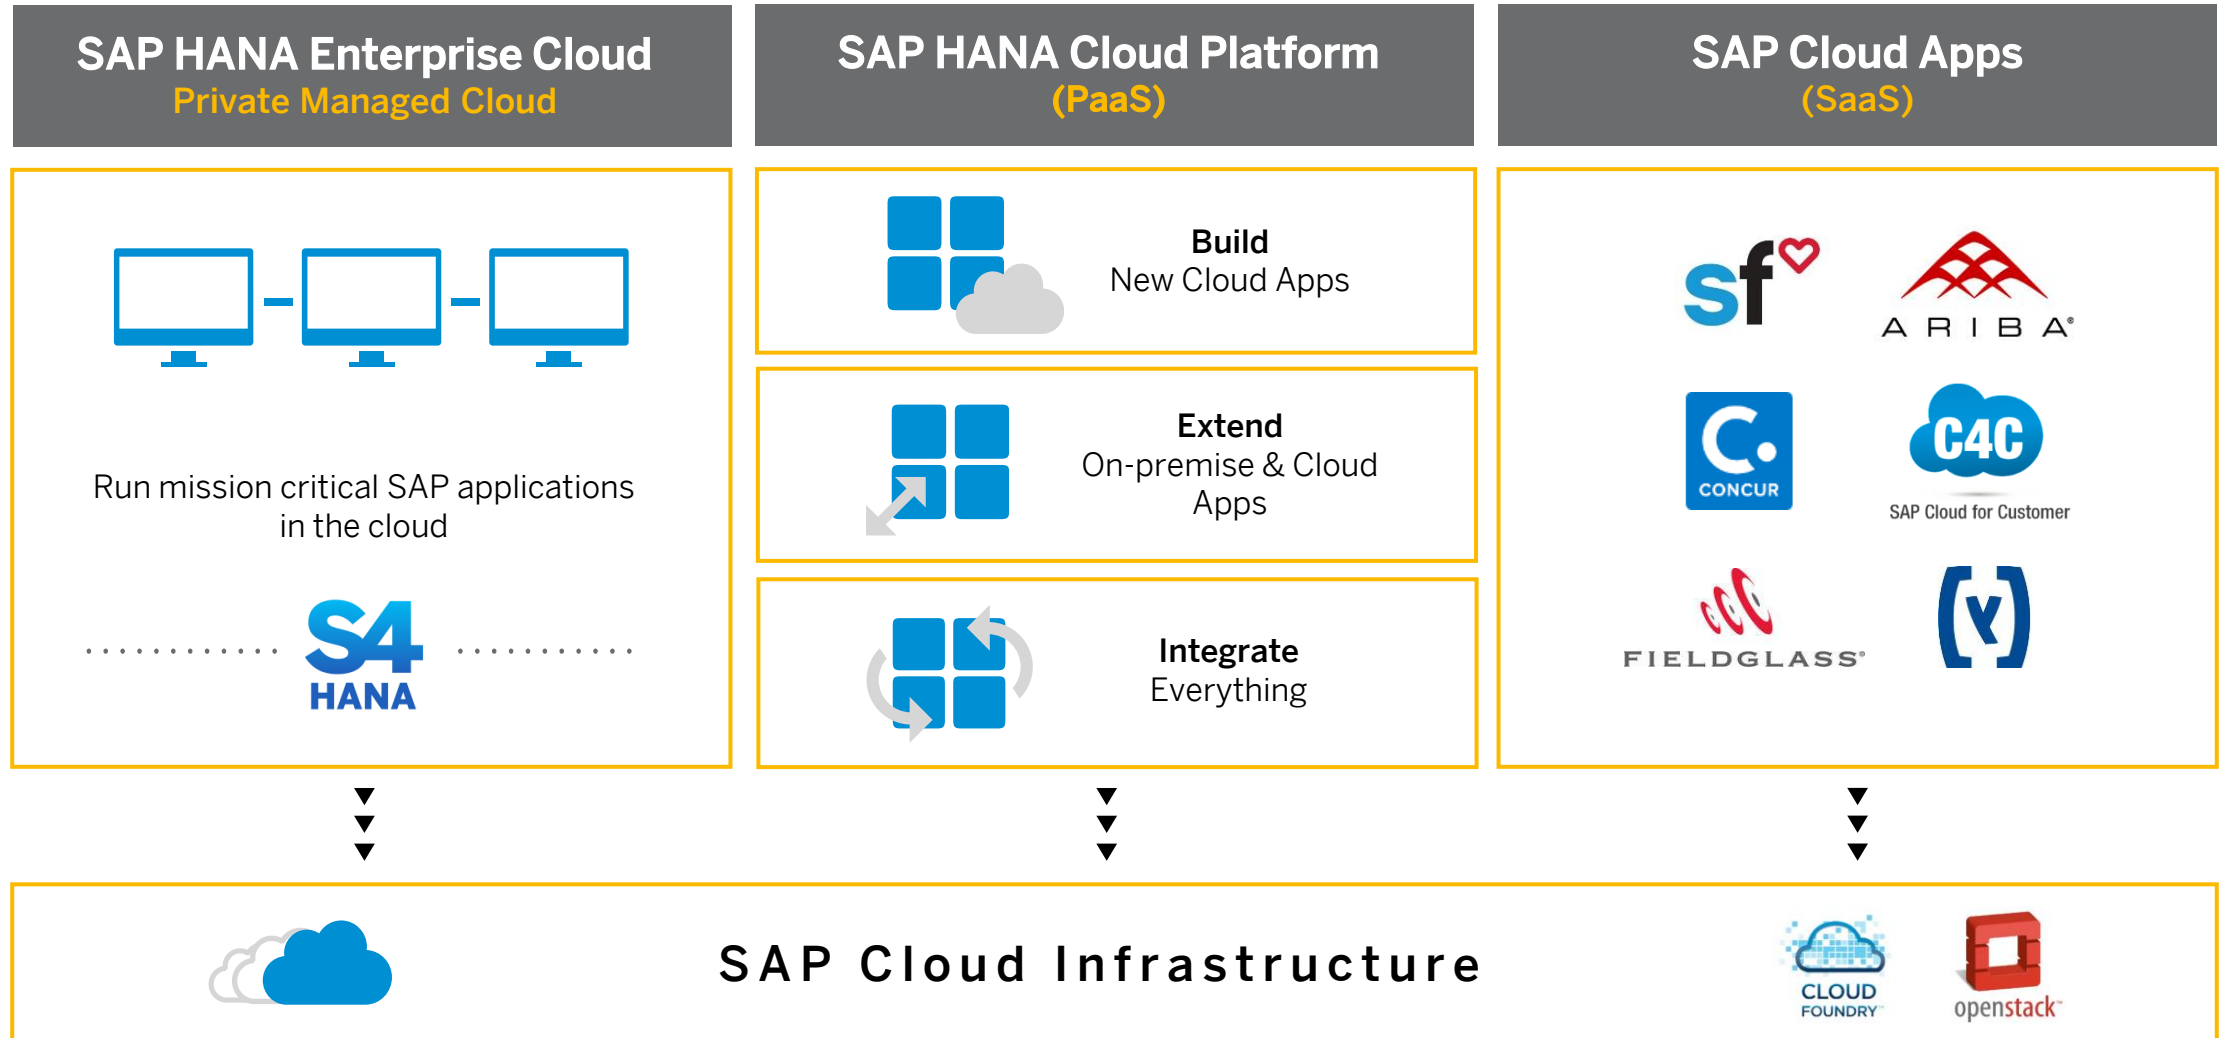 SAP HANA Enterprise Cloud
Private Managed Cloud
SAP HANA Cloud Platform
(PaaS)
SAP Cloud Apps
(SaaS)
Run mission critical SAP applications
in the cloud
S4
HANA
Build
New Cloud Apps
Extend
On-premise & Cloud
Apps
Integrate
Everything
sf
ARIBA®
C.
CONCUR
C4C
SAP Cloud for Customer
FIELDGLASS®
(Y)
SAP Cloud Infrastructure
CLOUD
FOUNDRY™
openstack™